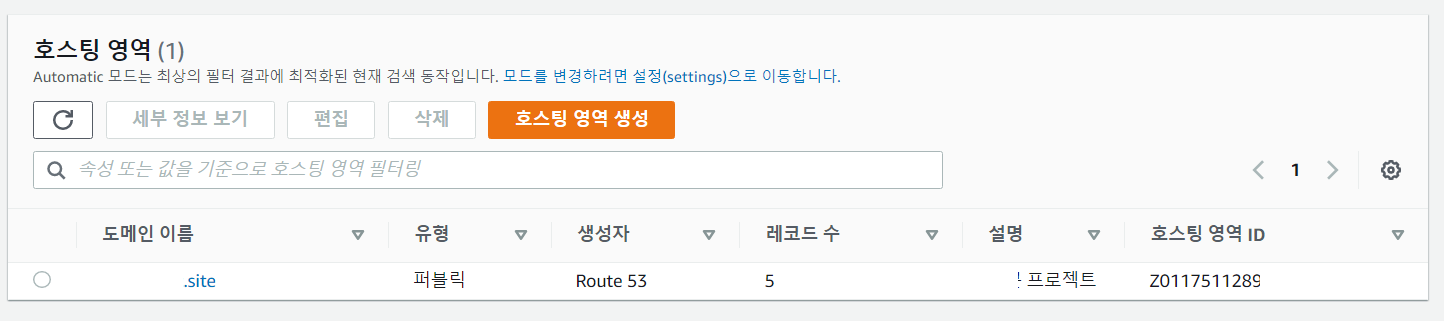 호스팅 영역 (1)
Automatic 모드는 최상의 필터 결과에 최적화된 현재 검색 동작입니다. 모드를 변경하려면 설정(settings)으로 이동합니다.
세부 정보 보기 편집 삭제 호스팅 영역 생성
속성 또는 값을 기준으로 호스팅 영역 필터링 1
도메인 이름 유형 생성자 레코드 수 설명 호스팅 영역 ID
.site 퍼블릭 Route 53 5 프로젝트 Z0117511289